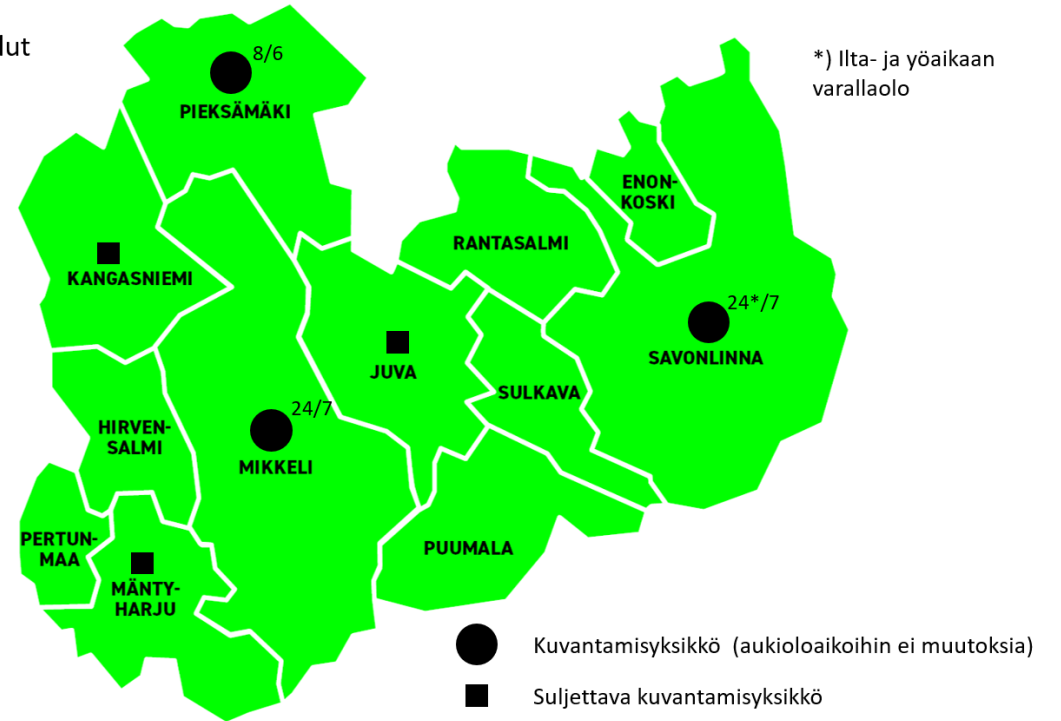 lut
8/6
*) Ilta- ja yöaikaan
varallaolo
PIEKSÄMÄKI
ENON-
KOSKI
RANTASALMI
KANGASNIEMI
24*/7
SAVONLINNA
JUVA
SULKAVA
24/7
HIRVEN-
SALMI
MIKKELI
PERTUN-
MAA
PUUMALA
MÄNTY-
HARJU
Kuvantamisyksikkö (aukioloaikoihin ei muutoksia)
Suljettava kuvantamisyksikkö